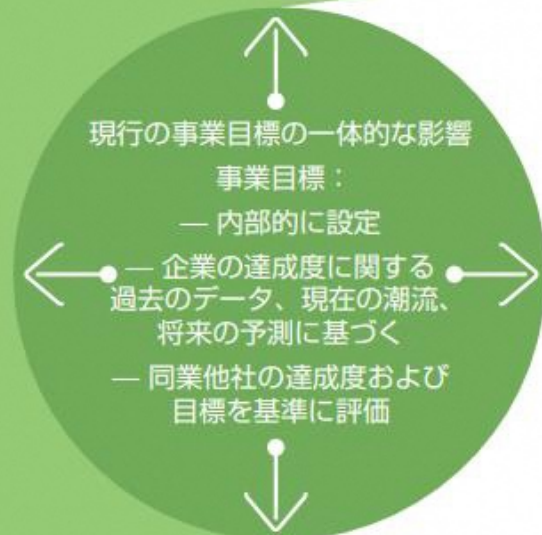 現行の事業目標の一体的な影響
事業目標：
― 内部的に設定
― 企業の達成度に関する
過去のデータ、現在の潮流、
将来の予測に基づく
― 同業他社の達成度および
目標を基準に評価